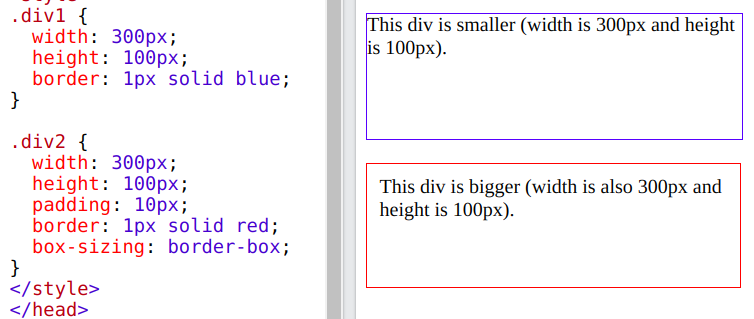 .div1 {
width: 300px;
height: 100px;
border: 1px solid blue;
}
.div2 {
width: 300px;
height: 100px;
padding: 10px;
border: 1px solid red;
box-sizing: border-box;
}
</style>
</head>
This div is smaller (width is 300px and height
is 100px).
This div is bigger (width is also 300px and
height is 100px).